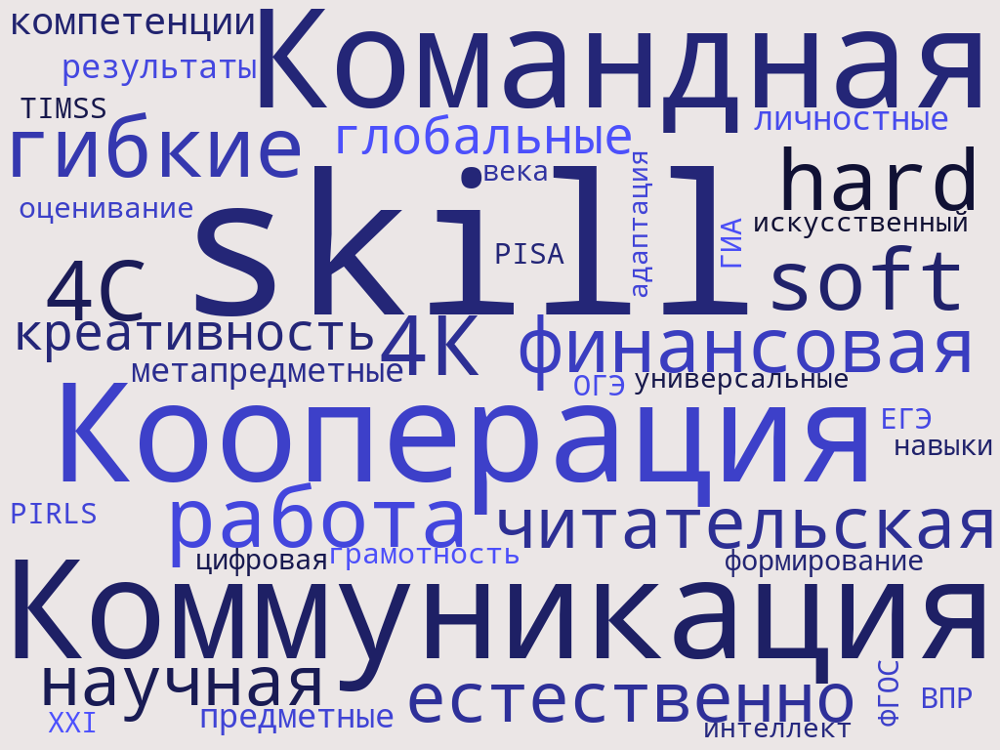 компетенции
Командная
результаты
TIMSS
гибкие
глобальные
личностные
века
hard
оценивание
skill
адаптация
ГИА
искусственный
PISA
4C
soft
креативность
4К
финансовая
метапредметные
ОГЭ
универсальные
Кооперация
ЕГЭ
навыки
PIRLS
работа
читательская
цифровая
грамотность
формирование
Коммуникация
научная
естественно
ФГОС
ВПР
XXI
предметные
интеллект